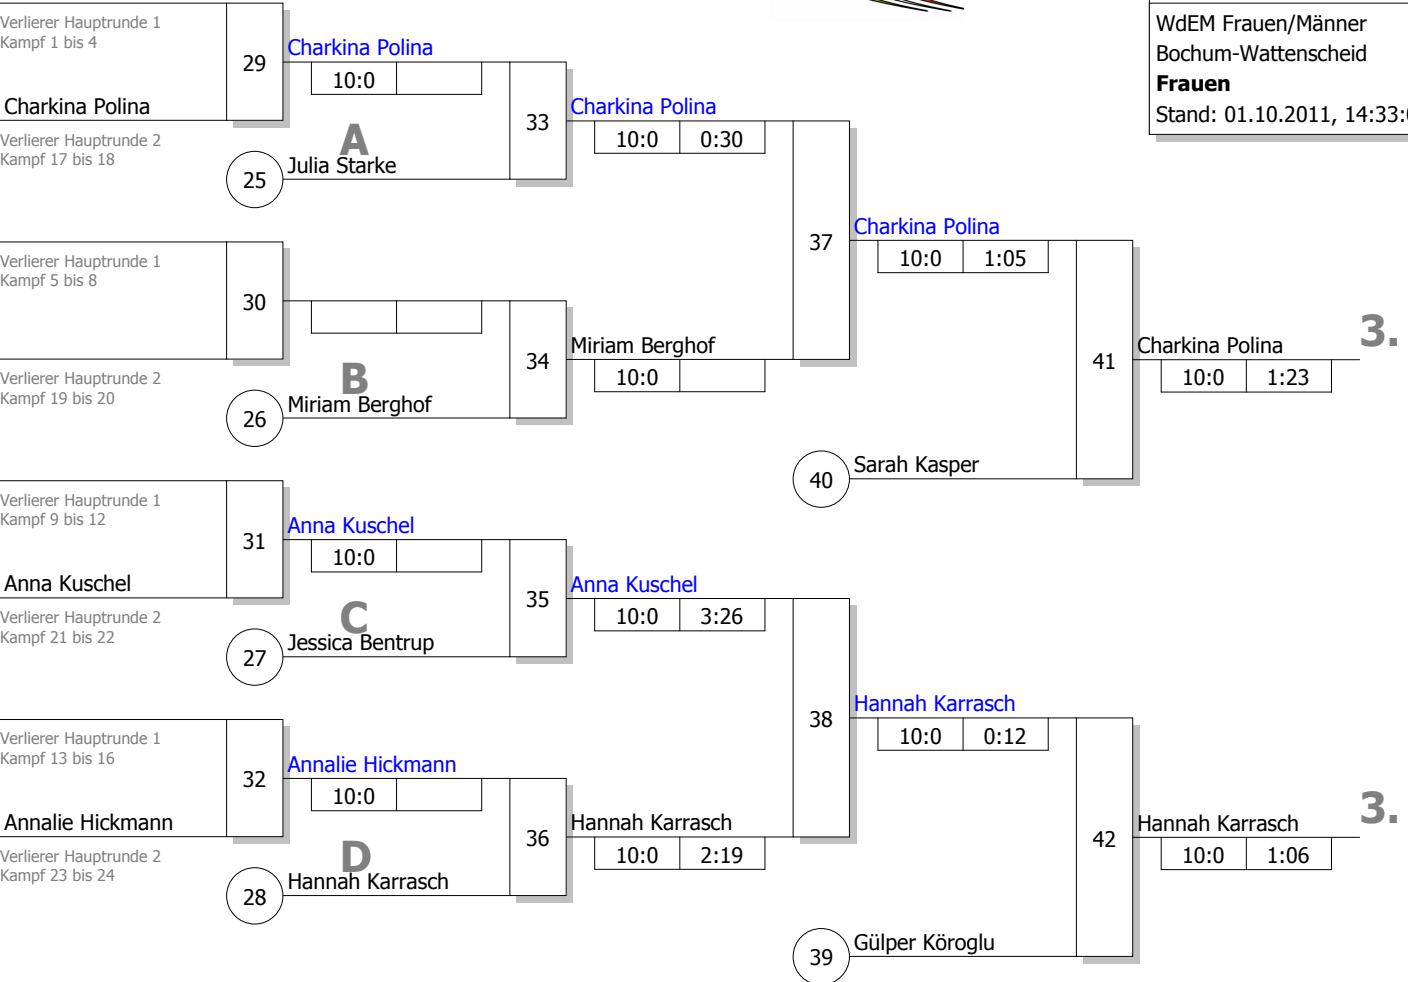 WdEM Frauen/Männer
Bochum-Wattenscheid
Frauen
Stand: 01.10.2011, 14:33:
Verlierer Hauptrunde 1
Kampf 1 bis 4
29
Charkina Polina
10:0
Charkina Polina
Verlierer Hauptrunde 2
Kampf 17 bis 18
A
25
Julia Starke
33
Charkina Polina
10:0 0:30
Verlierer Hauptrunde 1
Kampf 5 bis 8
30
Verlierer Hauptrunde 2
Kampf 19 bis 20
B
26
Miriam Berghof
34
Miriam Berghof
10:0
37
Charkina Polina
10:0 1:05
40
Sarah Kasper
41
Charkina Polina
10:0 1:23
3.
Verlierer Hauptrunde 1
Kampf 9 bis 12
31
Anna Kuschel
10:0
Anna Kuschel
Verlierer Hauptrunde 2
Kampf 21 bis 22
C
27
Jessica Bentrup
35
Anna Kuschel
10:0 3:26
Verlierer Hauptrunde 1
Kampf 13 bis 16
32
Annalie Hickmann
10:0
Annalie Hickmann
Verlierer Hauptrunde 2
Kampf 23 bis 24
D
28
Hannah Karrasch
36
Hannah Karrasch
10:0 2:19
38
Hannah Karrasch
10:0 0:12
39
Gülper Köroglu
42
Hannah Karrasch
10:0 1:06
3.